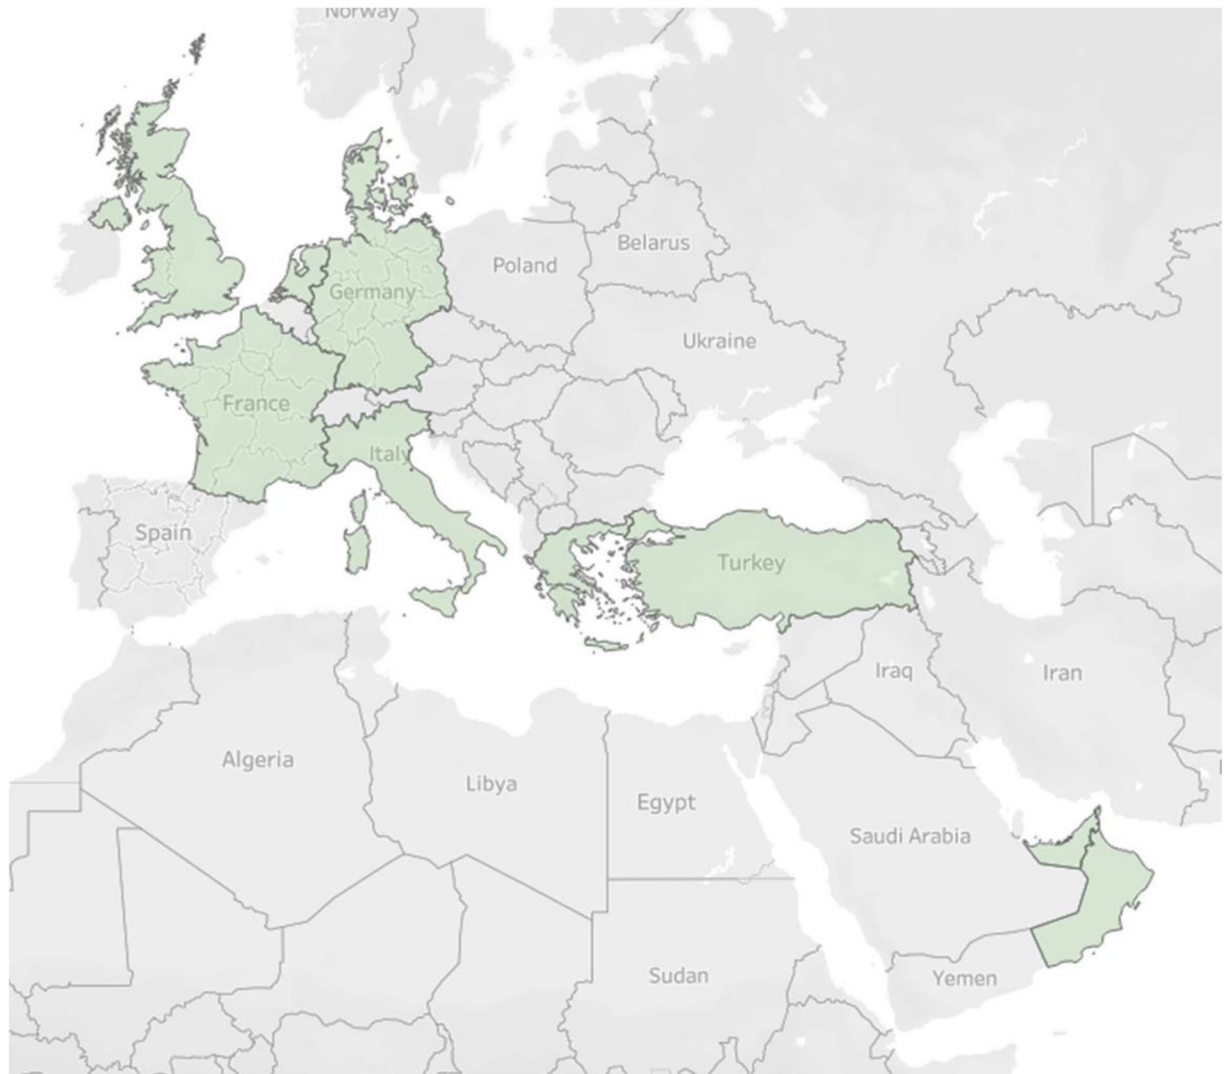 Norway
Belarus
Poland
Germany
Ukraine
France
Italy
Spain
Turkey
Iraq
Iran
Algeria
Libya
Egypt
Saudi Arabia
Sudan
Yemen